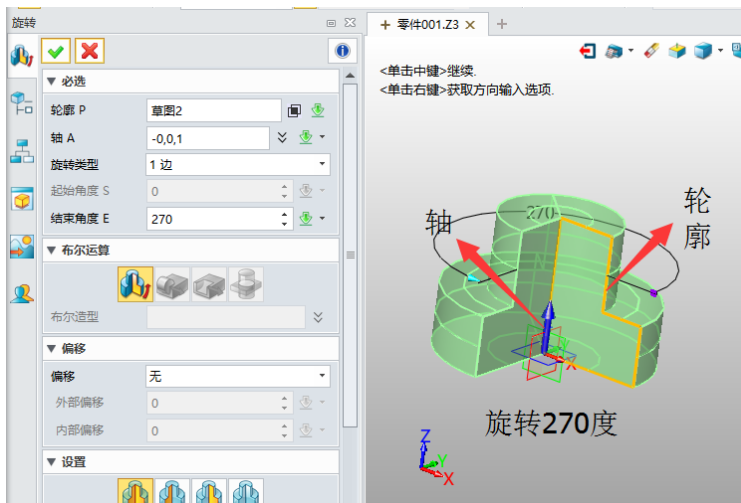 旋转
零件001.Z3
必选
轮廓 P
草图2
轴 A
-0,0,1
旋转类型
1 边
起始角度 S
0
结束角度 E
270
布尔运算
布尔造型
偏移
偏移
无
外部偏移
0
内部偏移
0
设置
<单击中键>继续.
<单击右键>获取方向输入选项.
270
轴
轮
廓
X
旋转270度
Z
Y
X